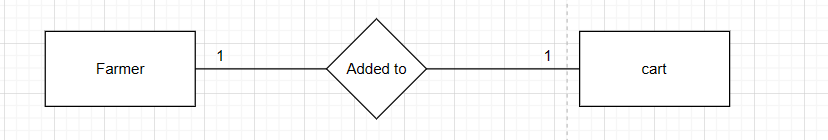 Farmer
1
Added to
1
cart